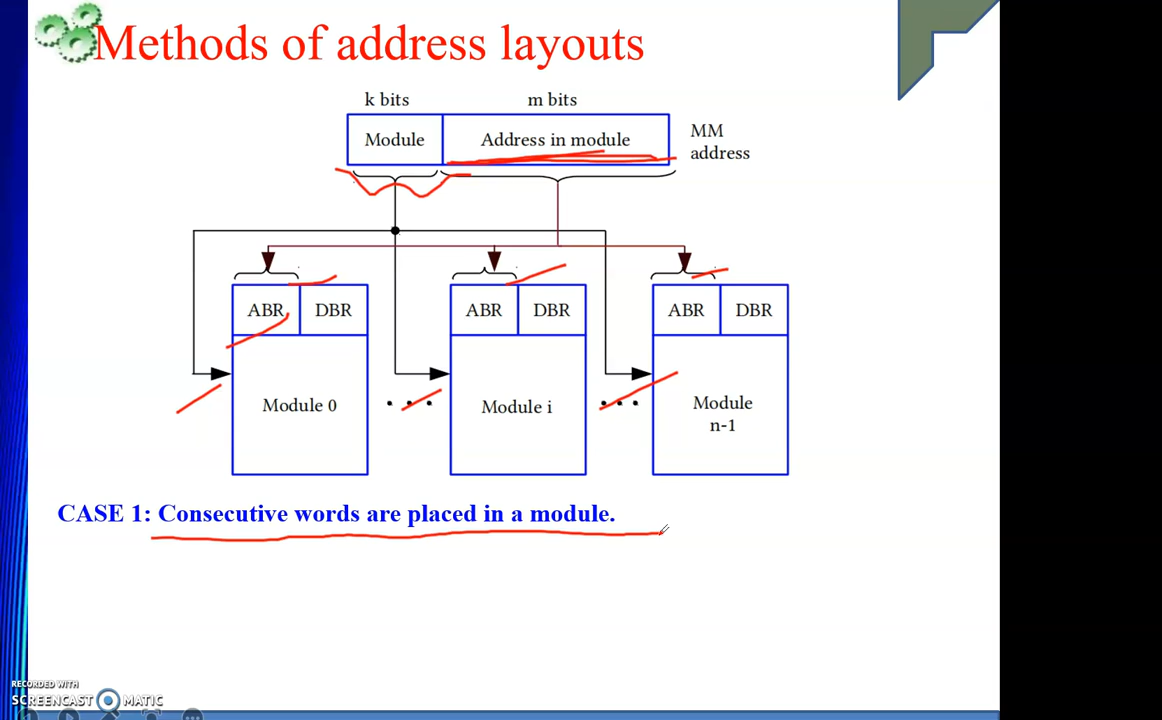 Methods of address layouts
k bits
m bits
Module
Address in module
MM
address
ABR
DBR
ABR
DBR
ABR
DBR
Module 0
. . .
Module i
. . .
Module
n-1
CASE 1: Consecutive words are placed in a module.
RECORDED WITH
SCREENCAST MATIC